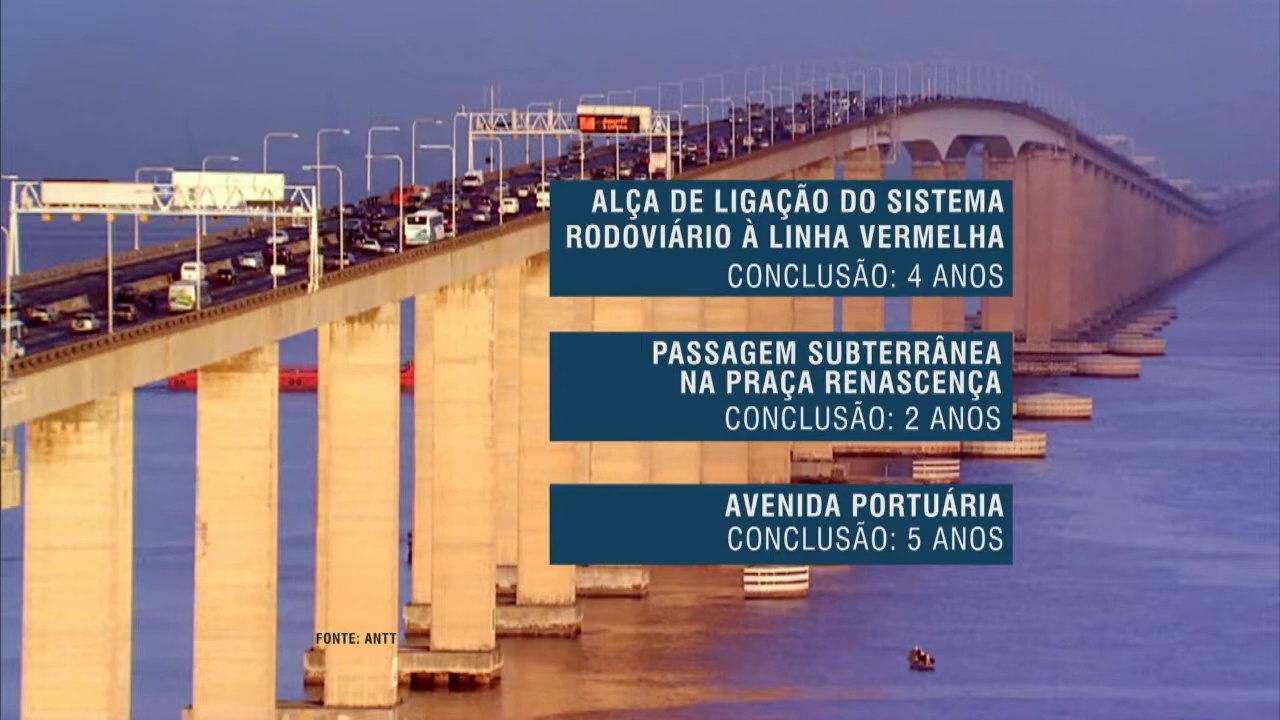 ALÇA DE LIGAÇÃO DO SISTEMA
RODOVIÁRIO À LINHA VERMELHA
CONCLUSÃO: 4 ANOS
PASSAGEM SUBTERRÂNEA
NA PRAÇA RENASCENÇA
CONCLUSÃO: 2 ANOS
AVENIDA PORTUÁRIA
CONCLUSÃO: 5 ANOS
FONTE: ANTT